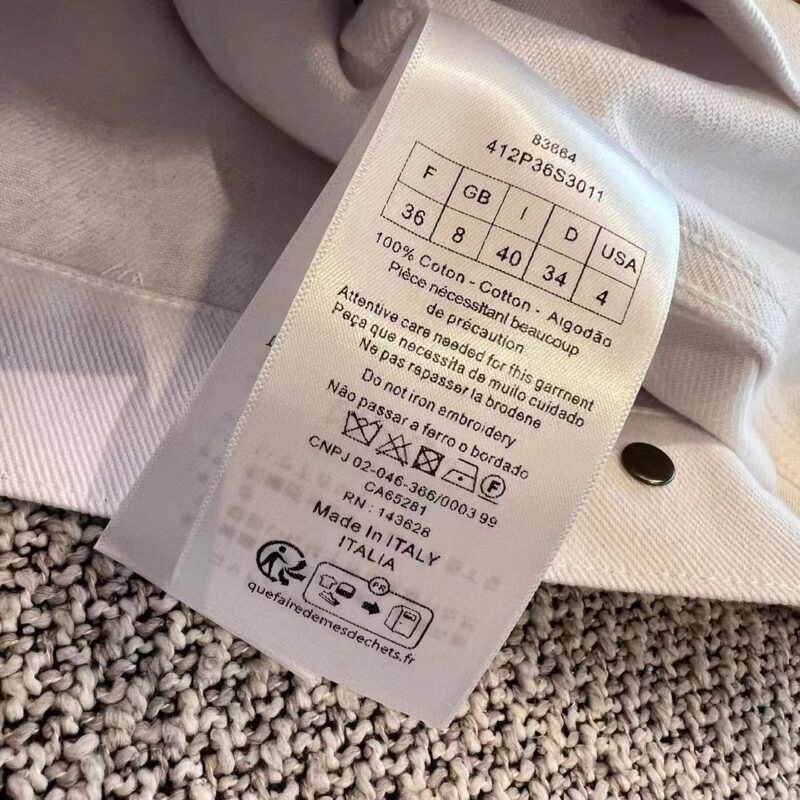 83664
412P36S3011
F GB I D USA
36 8 40 34 4
100% Coton - Cotton - Algodão
Pièce nécessitant beaucoup
de précaution
Attentive care needed for this garment
Peça que necessita de muito cuidado
Ne pas repasser la broderie
Do not iron embroidery
Não passar a ferro o bordado
F
CNPJ 02-046-366/0003 99
CA65281
RN : 143628
Made In ITALY
ITALIA
FR
quefairedemesdechets.fr